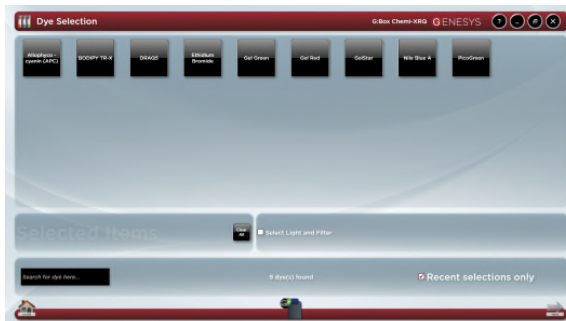 Dye Selection
G:Box Chemi-XRQ GENESYS
Allophyco -
cyanin (APC)
BODIPY TR-X
DRAQ5
Ethidium
Bromide
Gel Green
Gel Red
GelStar
Nile Blue A
PicoGreen
Selected Items
Clear
All
Select Light and Filter
Search for dye here...
9 dye(s) found
Recent selections only